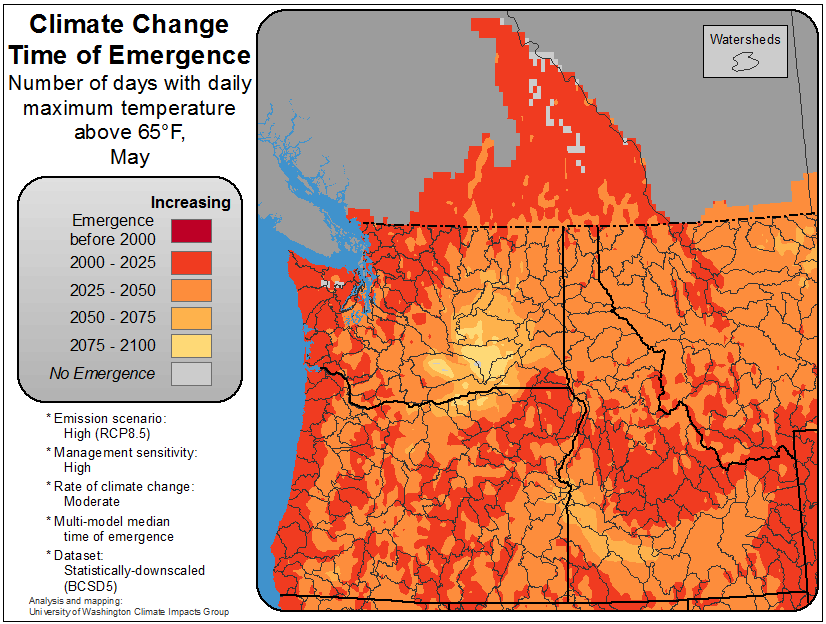 Climate Change
Time of Emergence
Number of days with daily
maximum temperature
above 65°F,
May
Increasing
Emergence
before 2000
2000 - 2025
2025 - 2050
2050 - 2075
2075 - 2100
No Emergence
* Emission scenario:
High (RCP8.5)
* Management sensitivity:
High
* Rate of climate change:
Moderate
* Multi-model median
time of emergence
* Dataset:
Statistically-downscaled
(BCSD5)
Analysis and mapping:
University of Washington Climate Impacts Group
Watersheds